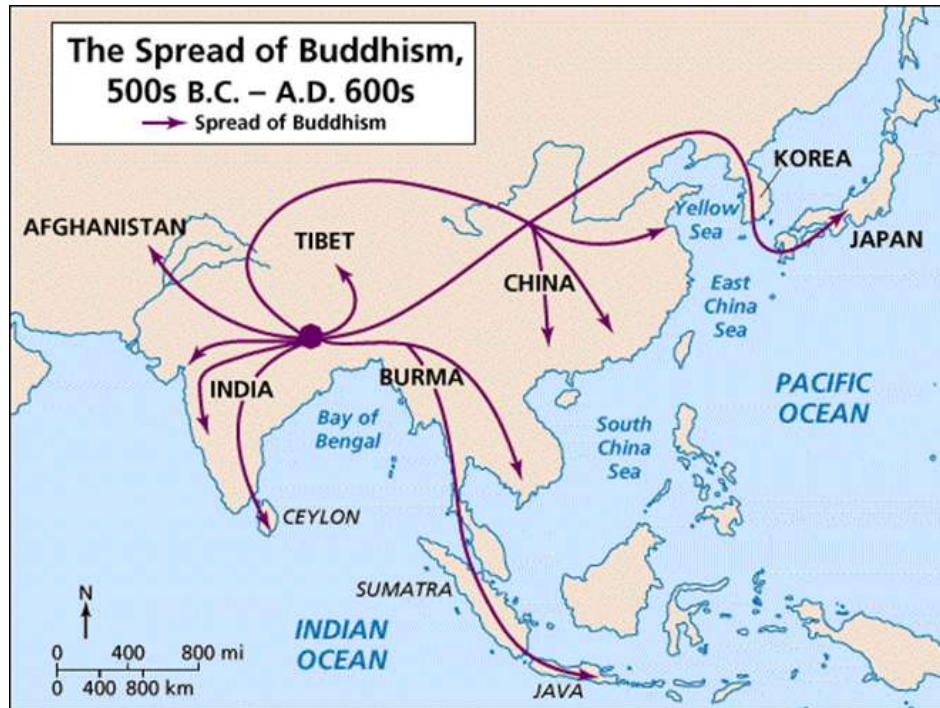 The Spread of Buddhism,
500s B.C. – A.D. 600s
Spread of Buddhism
KOREA
AFGHANISTAN
TIBET
Yellow
Sea
JAPAN
CHINA
East
China
Sea
INDIA
BURMA
PACIFIC
OCEAN
Bay of
Bengal
South
China
Sea
CEYLON
SUMATRA
N
INDIAN
OCEAN
0 400 800 mi
0 400 800 km
JAVA